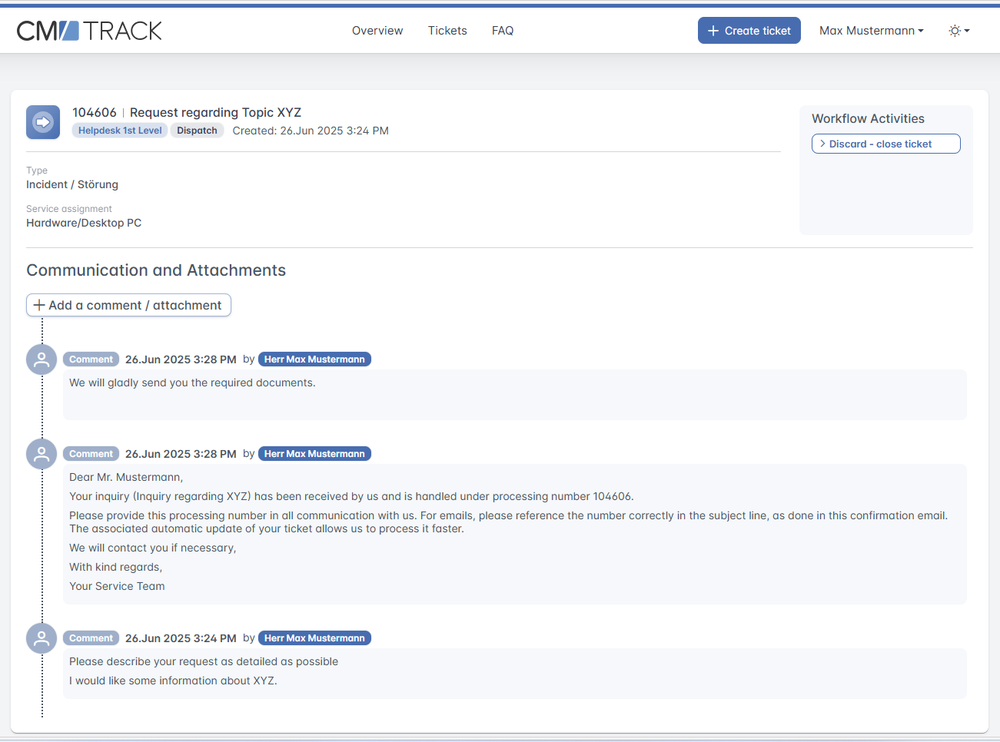 CM/TRACK
Overview
Tickets
FAQ
+ Create ticket
Max Mustermann
104606 | Request regarding Topic XYZ
Helpdesk 1st Level
Dispatch
Created: 26.Jun 2025 3:24 PM
Workflow Activities
> Discard - close ticket
Type
Incident / Störung
Service assignment
Hardware/Desktop PC
Communication and Attachments
+ Add a comment / attachment
Comment 26.Jun 2025 3:28 PM by Herr Max Mustermann
We will gladly send you the required documents.
Comment 26.Jun 2025 3:28 PM by Herr Max Mustermann
Dear Mr. Mustermann,
Your inquiry (Inquiry regarding XYZ) has been received by us and is handled under processing number 104606.
Please provide this processing number in all communication with us. For emails, please reference the number correctly in the subject line, as done in this confirmation email.
The associated automatic update of your ticket allows us to process it faster.
We will contact you if necessary,
With kind regards,
Your Service Team
Comment 26.Jun 2025 3:24 PM by Herr Max Mustermann
Please describe your request as detailed as possible
I would like some information about XYZ.